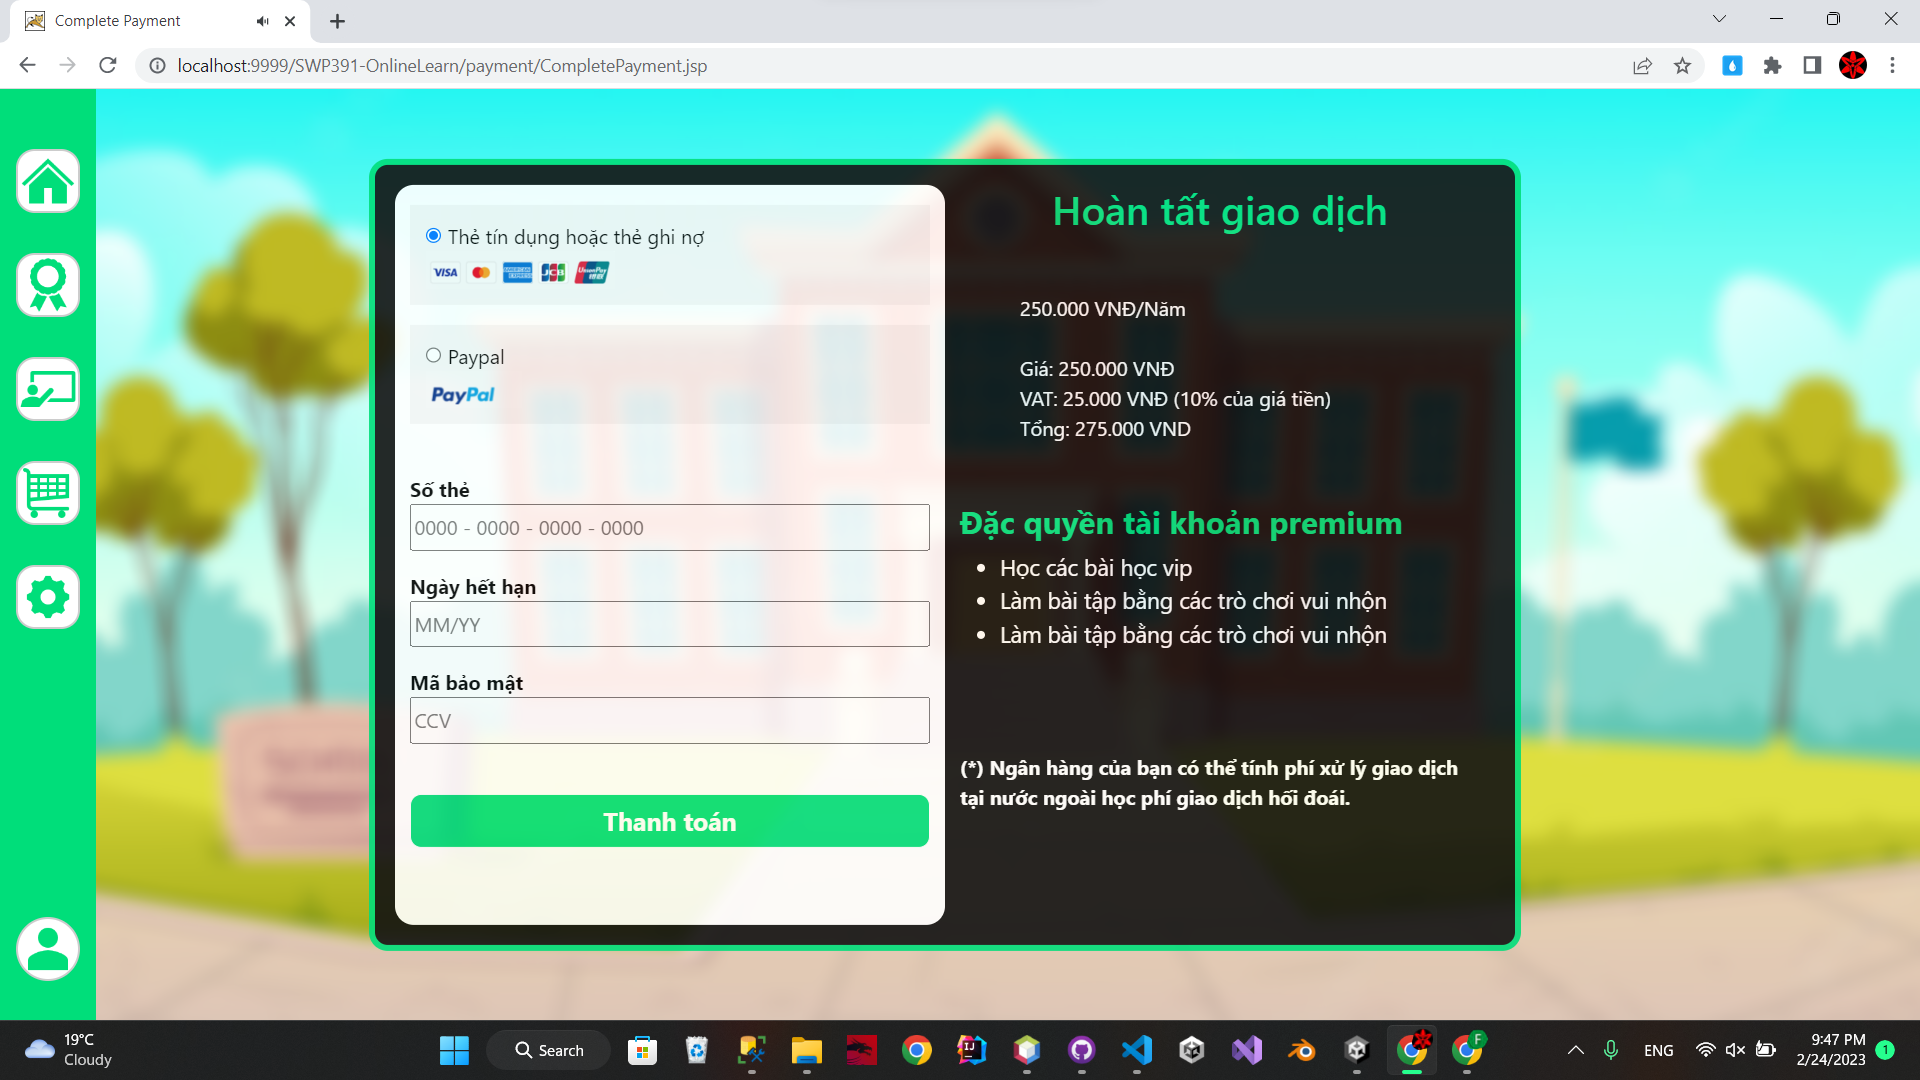 Complete Payment
localhost:9999/SWP391-OnlineLearn/payment/CompletePayment.jsp
Thẻ tín dụng hoặc thẻ ghi nợ
VISA
AMERICAN EXPRESS
JCB
UnionPay
Paypal
PayPal
Số thẻ
0000 - 0000 - 0000 - 0000
Ngày hết hạn
MM/YY
Mã bảo mật
CCV
Thanh toán
Hoàn tất giao dịch
250.000 VNĐ/Năm
Giá: 250.000 VNĐ
VAT: 25.000 VNĐ (10% của giá tiền)
Tổng: 275.000 VND
Đặc quyền tài khoản premium
Học các bài học vip
Làm bài tập bằng các trò chơi vui nhộn
Làm bài tập bằng các trò chơi vui nhộn
(*) Ngân hàng của bạn có thể tính phí xử lý giao dịch
tại nước ngoài học phí giao dịch hối đoái.
19°C
Cloudy
Search
IJ
F
ENG
9:47 PM
2/24/2023
1